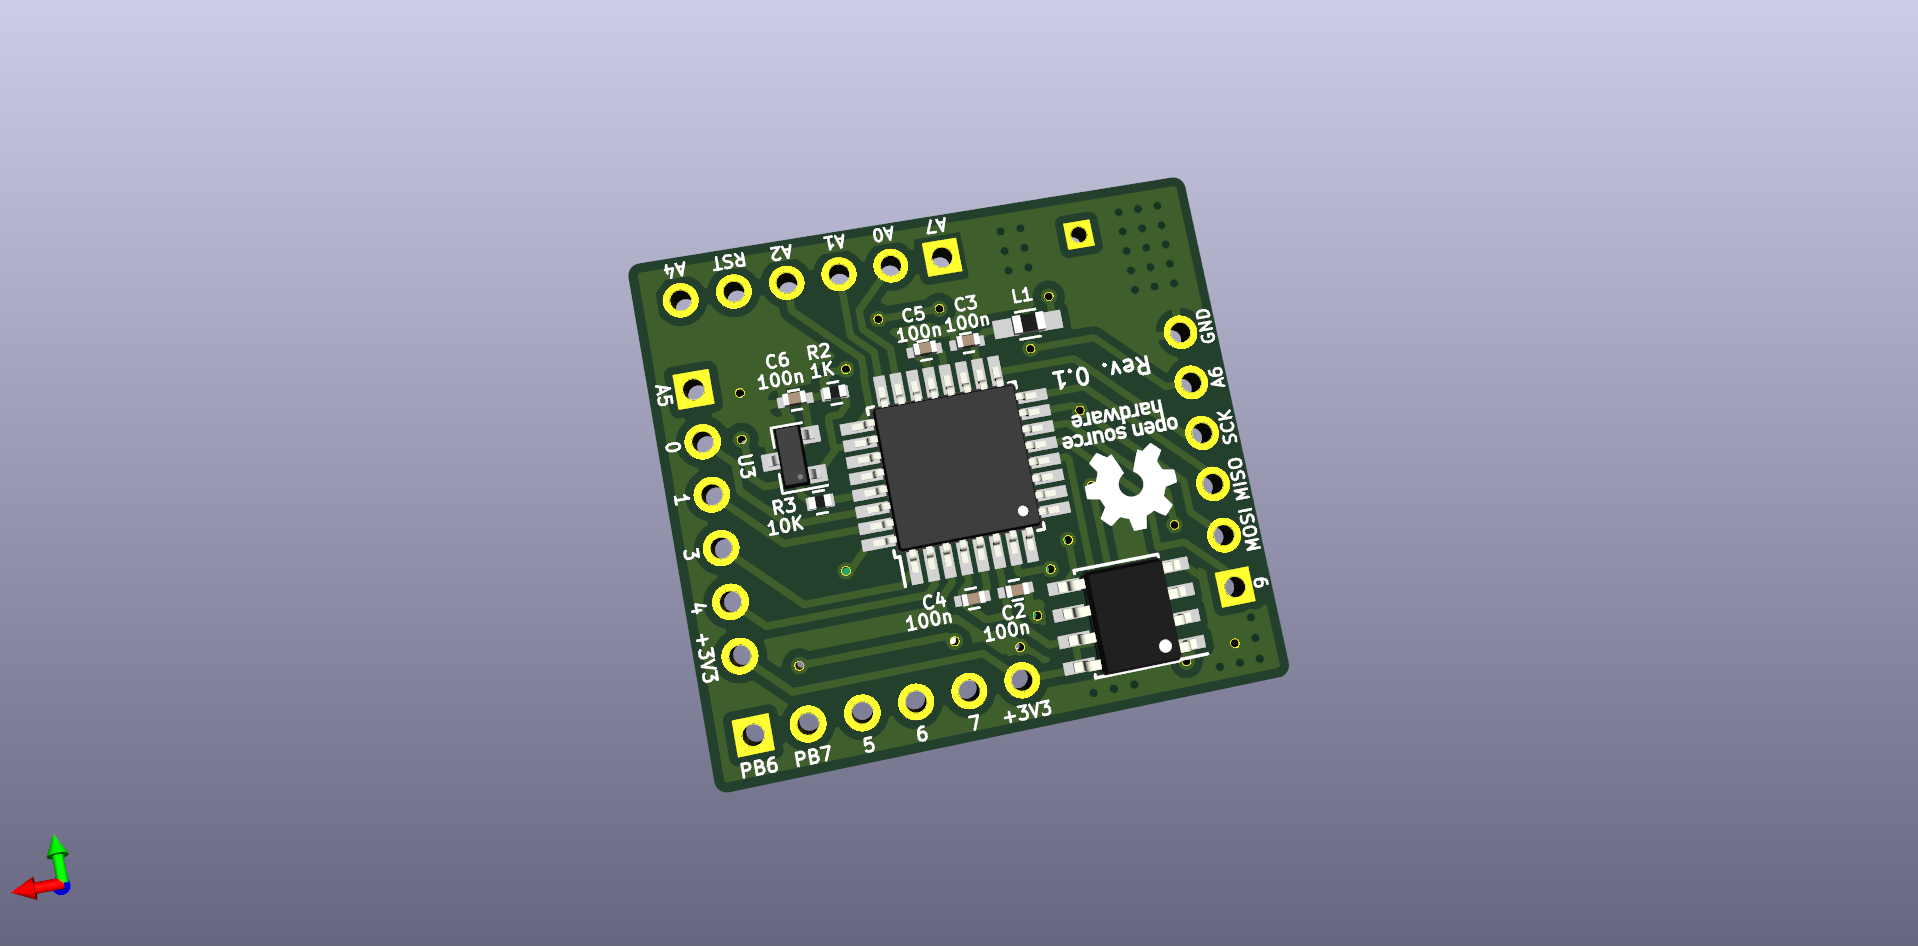 A4
RST
A2
A1
A0
A7
C5
100n
C3
100n
L1
GND
A6
SCK
MISO
MOSI
9
C6
100n
R2
1K
Rev. 0.1
open source
hardware
A5
0
1
3
4
+3V3
U3
R3
10K
C4
100n
C2
100n
PB6
PB7
5
6
7
+3V3